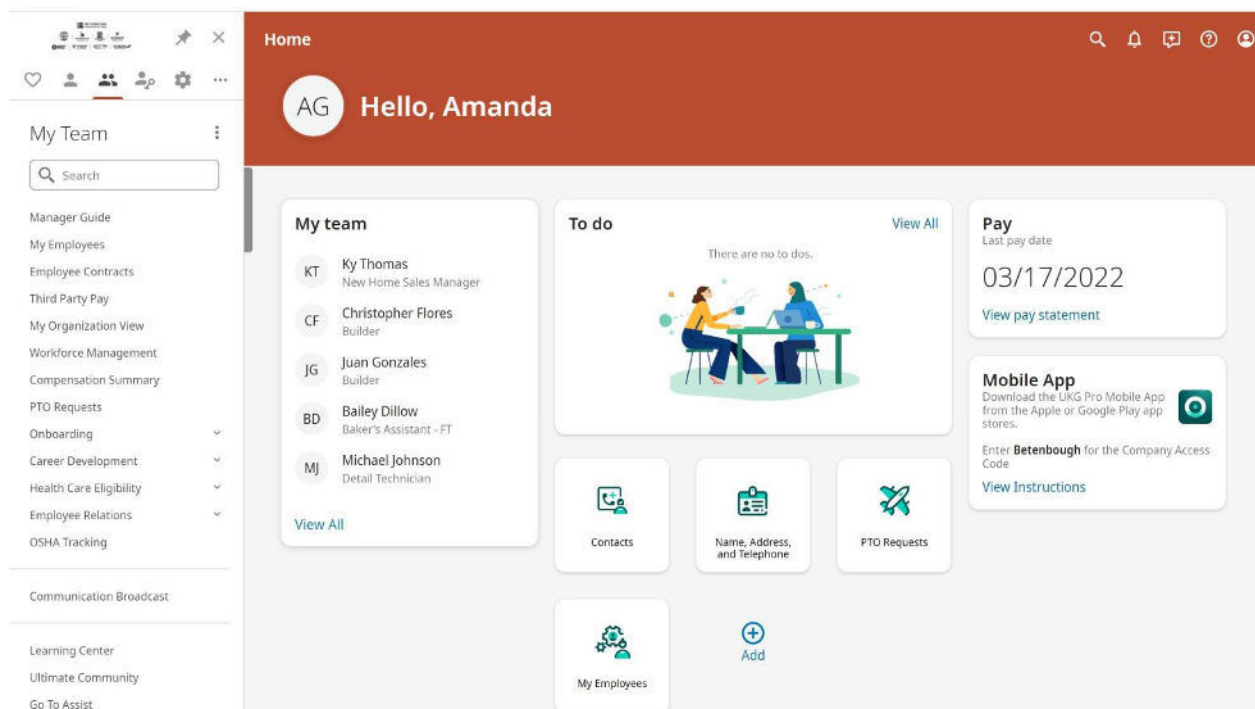 Home
AG
Hello, Amanda
My Team
Search
Manager Guide
My Employees
Employee Contracts
Third Party Pay
My Organization View
Workforce Management
Compensation Summary
PTO Requests
Onboarding
Career Development
Health Care Eligibility
Employee Relations
OSHA Tracking
Communication Broadcast
Learning Center
Ultimate Community
Go To Assist
My team
KT
Ky Thomas
New Home Sales Manager
CF
Christopher Flores
Builder
JG
Juan Gonzales
Builder
BD
Bailey Dillow
Baker's Assistant - FT
MJ
Michael Johnson
Detail Technician
View All
To do
View All
There are no to dos.
Contacts
Name, Address,
and Telephone
PTO Requests
My Employees
Add
Pay
Last pay date
03/17/2022
View pay statement
Mobile App
Download the UKG Pro Mobile App
from the Apple or Google Play app
stores.
Enter Betenbough for the Company Access
Code
View Instructions